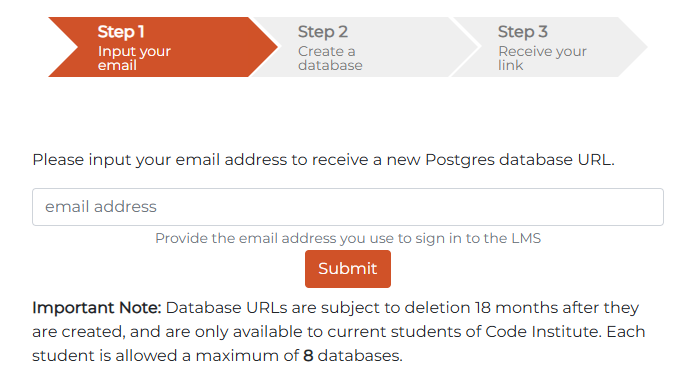 Step 1
Input your
email
Step 2
Create a
database
Step 3
Receive your
link
Please input your email address to receive a new Postgres database URL.
email address
Provide the email address you use to sign in to the LMS
Submit
Important Note: Database URLs are subject to deletion 18 months after they
are created, and are only available to current students of Code Institute. Each
student is allowed a maximum of 8 databases.